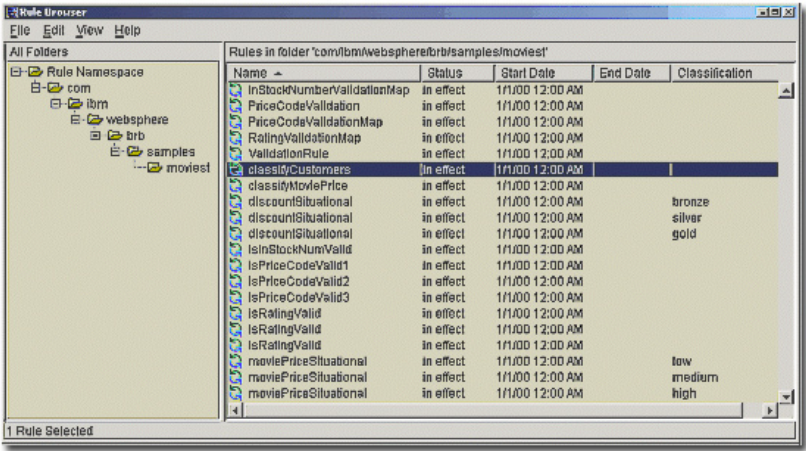 Rule Browser
File Edit View Help
All Folders
Rule Namespace
com
ibm
websphere
brb
samples
moviest
Rules in folder 'com/ibm/websphere/brb/samples/moviest'
Name Status Start Date End Date Classification
InStockNumberValidationMap in effect 1/1/00 12:00 AM
PriceCodeValidation in effect 1/1/00 12:00 AM
PriceCodeValidationMap in effect 1/1/00 12:00 AM
RatingValidationMap in effect 1/1/00 12:00 AM
ValidationRule in effect 1/1/00 12:00 AM
classifyCustomers in effect 1/1/00 12:00 AM
classifyMoviePrice in effect 1/1/00 12:00 AM
discountSituational in effect 1/1/00 12:00 AM bronze
discountSituational in effect 1/1/00 12:00 AM silver
discountSituational in effect 1/1/00 12:00 AM gold
isInStockNumValid in effect 1/1/00 12:00 AM
isPriceCodeValid1 in effect 1/1/00 12:00 AM
isPriceCodeValid2 in effect 1/1/00 12:00 AM
isPriceCodeValid3 in effect 1/1/00 12:00 AM
isRatingValid in effect 1/1/00 12:00 AM
isRatingValid in effect 1/1/00 12:00 AM
isRatingValid in effect 1/1/00 12:00 AM
moviePriceSituational in effect 1/1/00 12:00 AM low
moviePriceSituational in effect 1/1/00 12:00 AM medium
moviePriceSituational in effect 1/1/00 12:00 AM high
1 Rule Selected